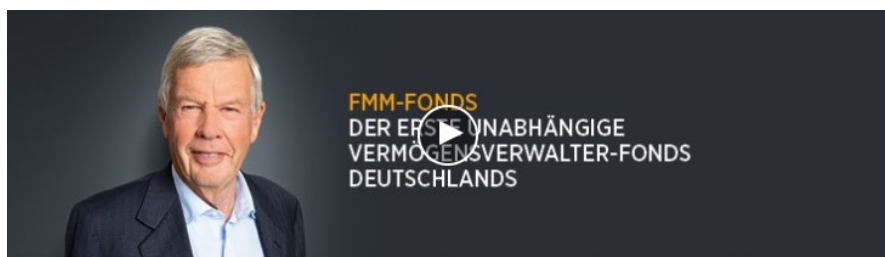 FMM-FONDS
DER ERSTE UNABHÄNGIGE
VERMÖGENSVERWALTER-FONDS
DEUTSCHLANDS